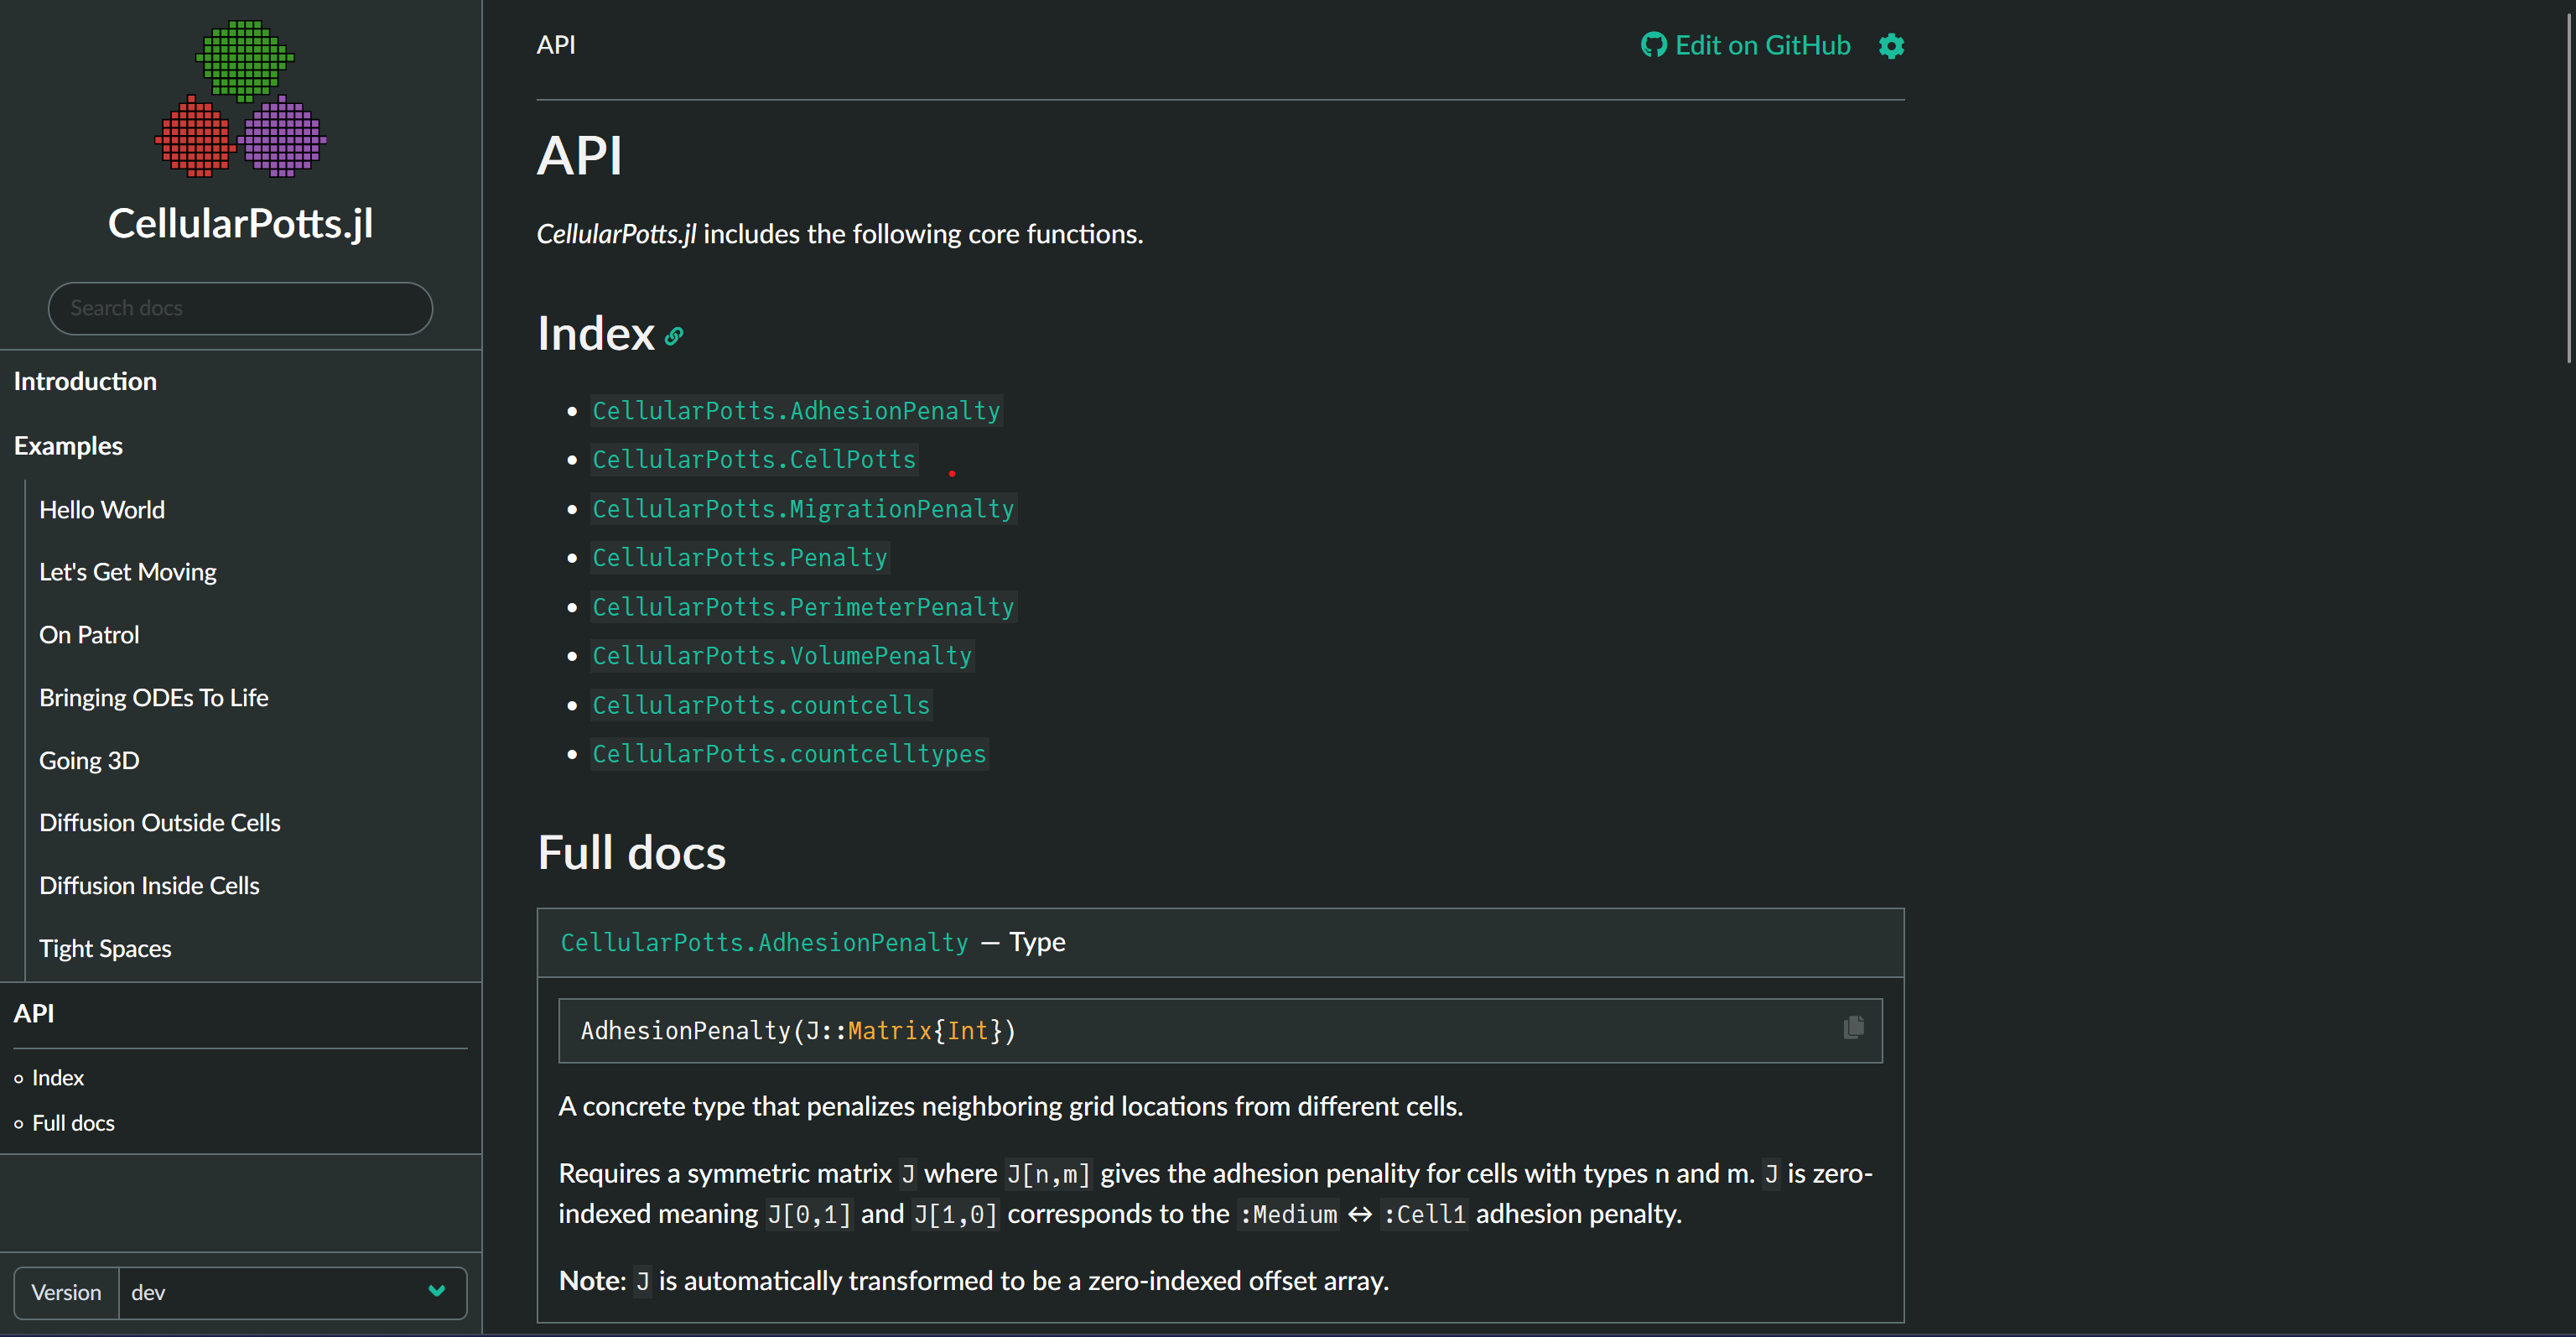 CellularPotts.jl
Search docs
Introduction
Examples
Hello World
Let's Get Moving
On Patrol
Bringing ODEs To Life
Going 3D
Diffusion Outside Cells
Diffusion Inside Cells
Tight Spaces
API
Index
Full docs
Version dev
API
Edit on GitHub
API
CellularPotts.jl includes the following core functions.
Index
CellularPotts.AdhesionPenalty
CellularPotts.CellPotts
CellularPotts.MigrationPenalty
CellularPotts.Penalty
CellularPotts.PerimeterPenalty
CellularPotts.VolumePenalty
CellularPotts.countcells
CellularPotts.countcelltypes
Full docs
CellularPotts.AdhesionPenalty — Type
AdhesionPenalty(J::Matrix{Int})
A concrete type that penalizes neighboring grid locations from different cells.
Requires a symmetric matrix J where J[n,m] gives the adhesion penality for cells with types n and m. J is zero-
indexed meaning J[0,1] and J[1,0] corresponds to the :Medium ↔ :Cell1 adhesion penalty.
Note: J is automatically transformed to be a zero-indexed offset array.